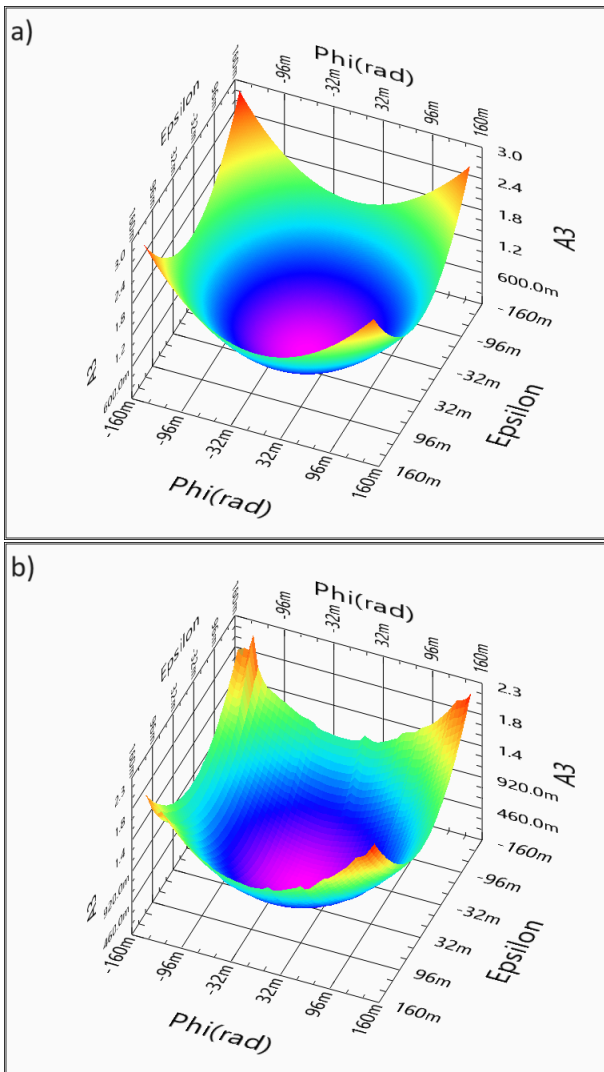 a)
Phi(rad)
-96m
-32m
32m
96m
160m
Epsilon
3.0
2.4
1.8
1.2
600.0m
A3
3.0
2.4
1.8
1.2
600.0m
-160m
-96m
-32m
32m
96m
160m
Epsilon
-160m
-96m
-32m
32m
96m
160m
Phi(rad)
b)
Phi(rad)
-96m
-32m
32m
96m
160m
Epsilon
2.3
1.8
1.4
920.0m
460.0m
A3
2.3
1.8
1.4
920.0m
460.0m
-160m
-96m
-32m
32m
96m
160m
Epsilon
-160m
-96m
-32m
32m
96m
160m
Phi(rad)